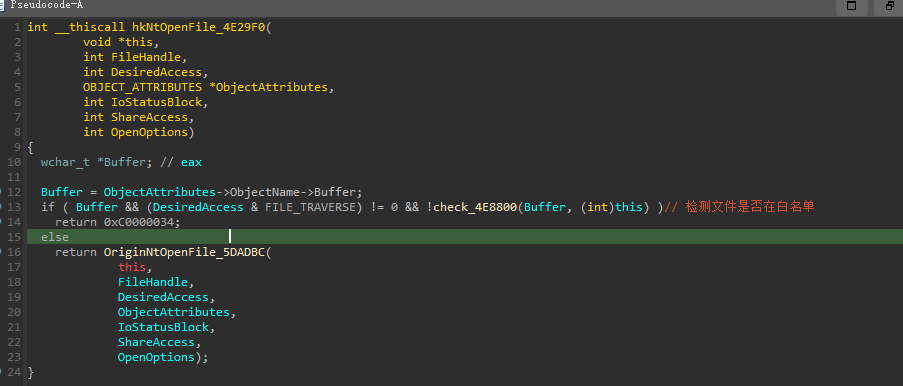 Pseudocode-A
1 int __thiscall hkNtOpenFile_4E29F0(
2 void *this,
3 int FileHandle,
4 int DesiredAccess,
5 OBJECT_ATTRIBUTES *ObjectAttributes,
6 int IoStatusBlock,
7 int ShareAccess,
8 int OpenOptions)
9 {
10 wchar_t *Buffer; // eax
11
12 Buffer = ObjectAttributes->ObjectName->Buffer;
13 if ( Buffer && (DesiredAccess & FILE_TRAVERSE) != 0 && !check_4E8800(Buffer, (int)this) )// 检测文件是否在白名单
14 return 0xC0000034;
15 else
16 return OriginNtOpenFile_5DADBC(
17 this,
18 FileHandle,
19 DesiredAccess,
20 ObjectAttributes,
21 IoStatusBlock,
22 ShareAccess,
23 OpenOptions);
24 }